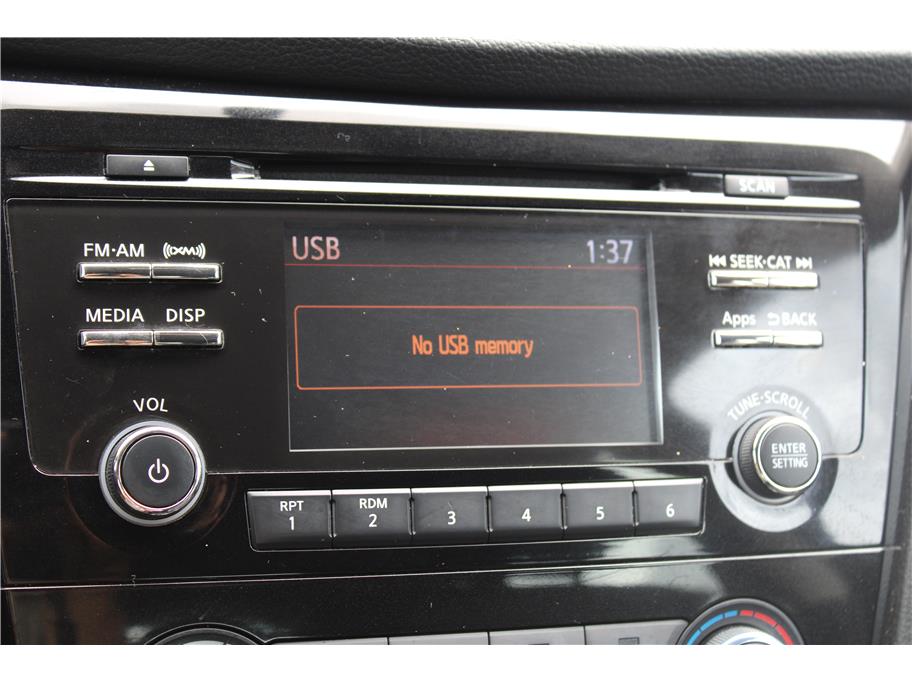 SCAN
USB 1:37
FM·AM XM
SEEK·CAT
MEDIA DISP
Apps BACK
No USB memory
VOL
TUNE·SCROLL
ENTER
SETTING
RPT RDM
1 2 3 4 5 6